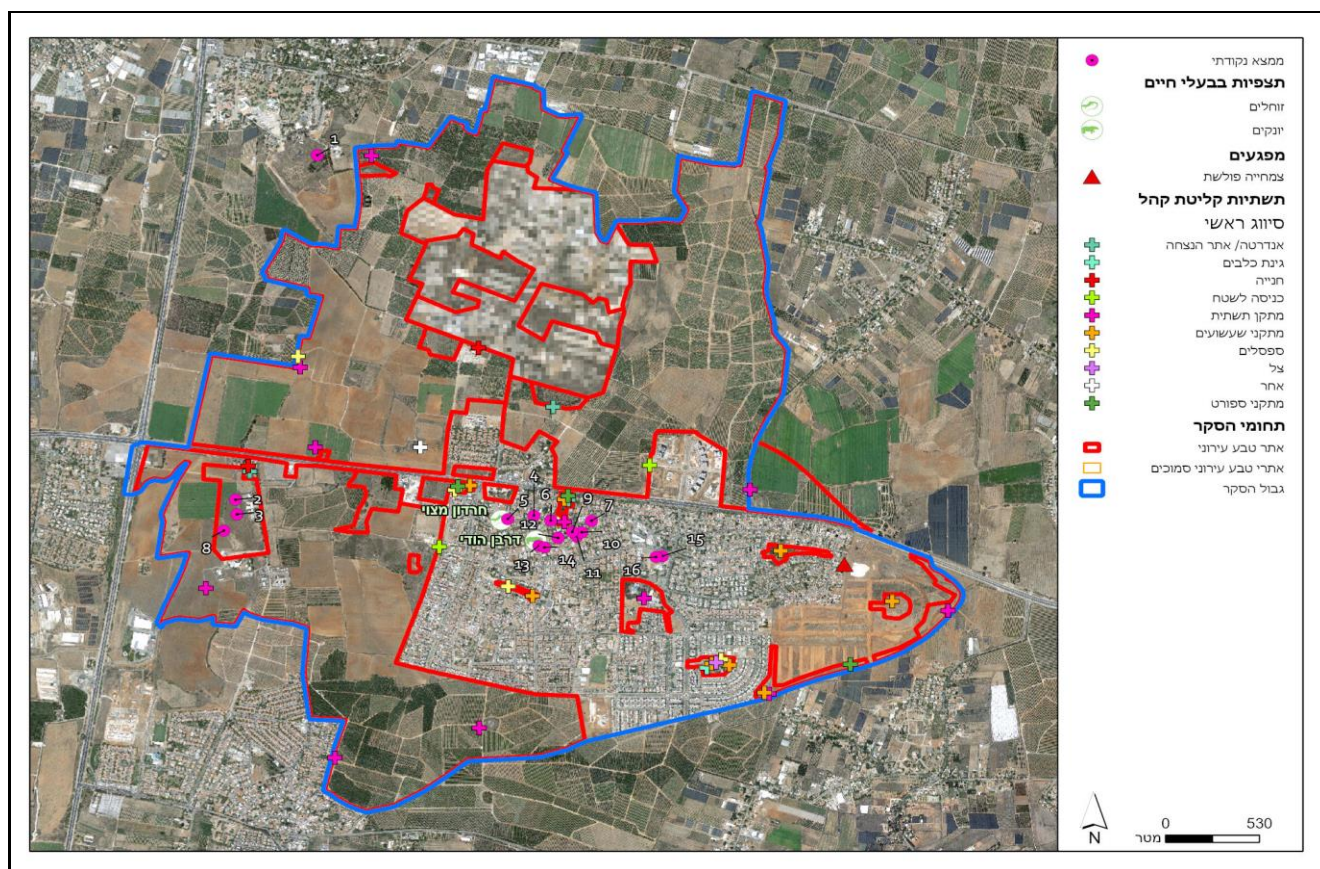 ממצא נקודתי
תצפיות בבעלי חיים
זוחלים
יונקים
מפגעים
צמחייה פולשת
תשתיות קליטת קהל
סיווג ראשי
אנדרטה/ אתר הנצחה
גינת כלבים
חנייה
כניסה לשטח
מתקן תשתית
מתקני שעשועים
ספסלים
צל
אחר
מתקני ספורט
תחומי הסקר
אתר טבע עירוני
אתרי טבע עירוני סמוכים
גבול הסקר
0 530
מטר
N
1
4
5
6
9
7
2
חרדון מצוי
12
3
דרבן הודי
10
15
8
14
13
11
16